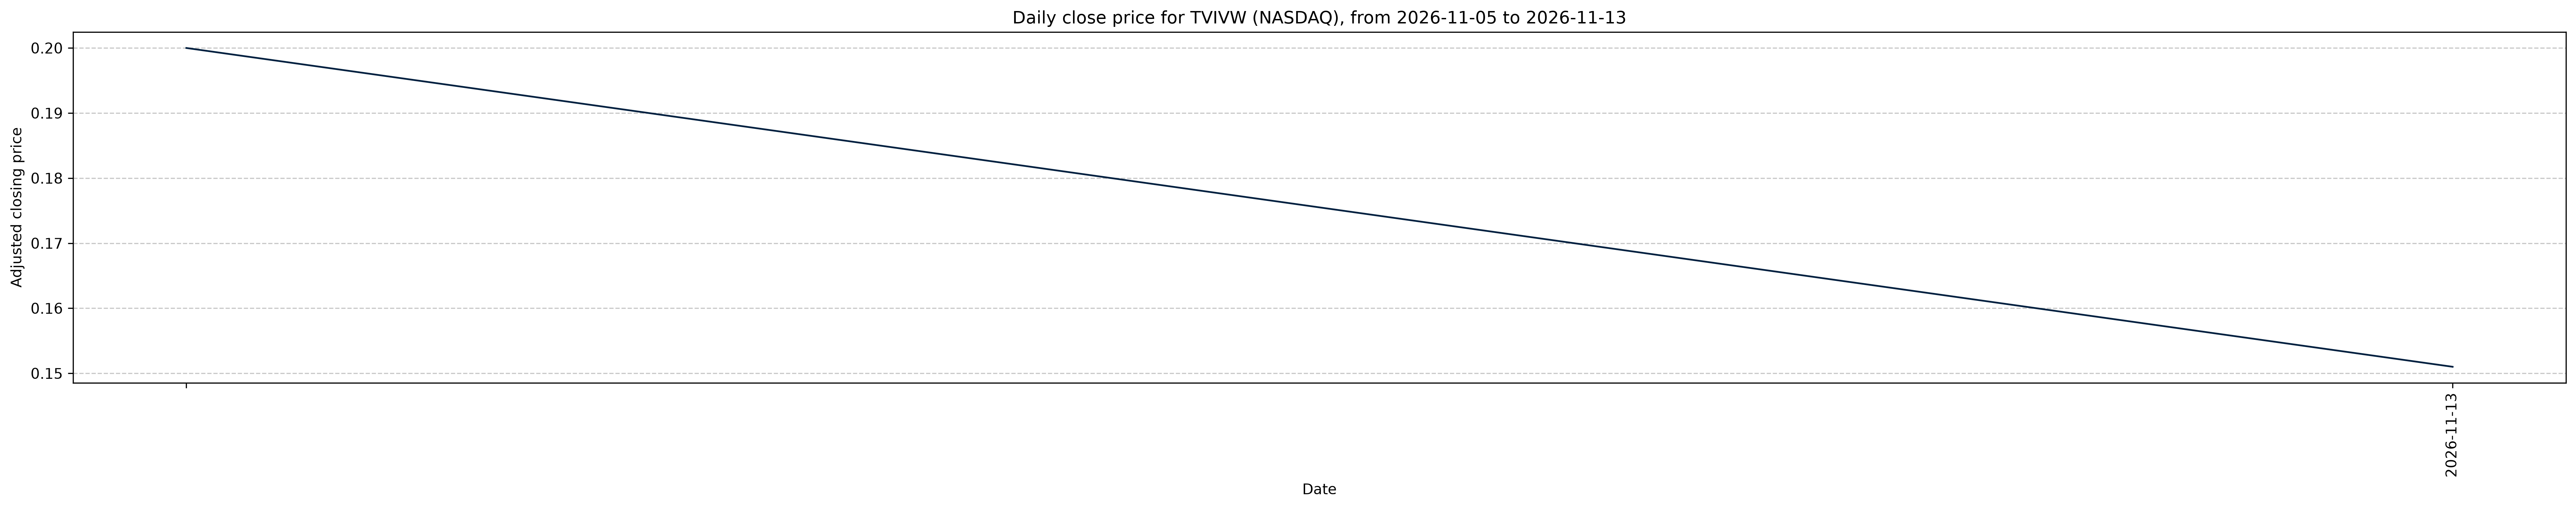 Daily close price for TVIVW (NASDAQ), from 2026-11-05 to 2026-11-13
Adjusted closing price
0.20
0.19
0.18
0.17
0.16
0.15
2026-11-13
Date